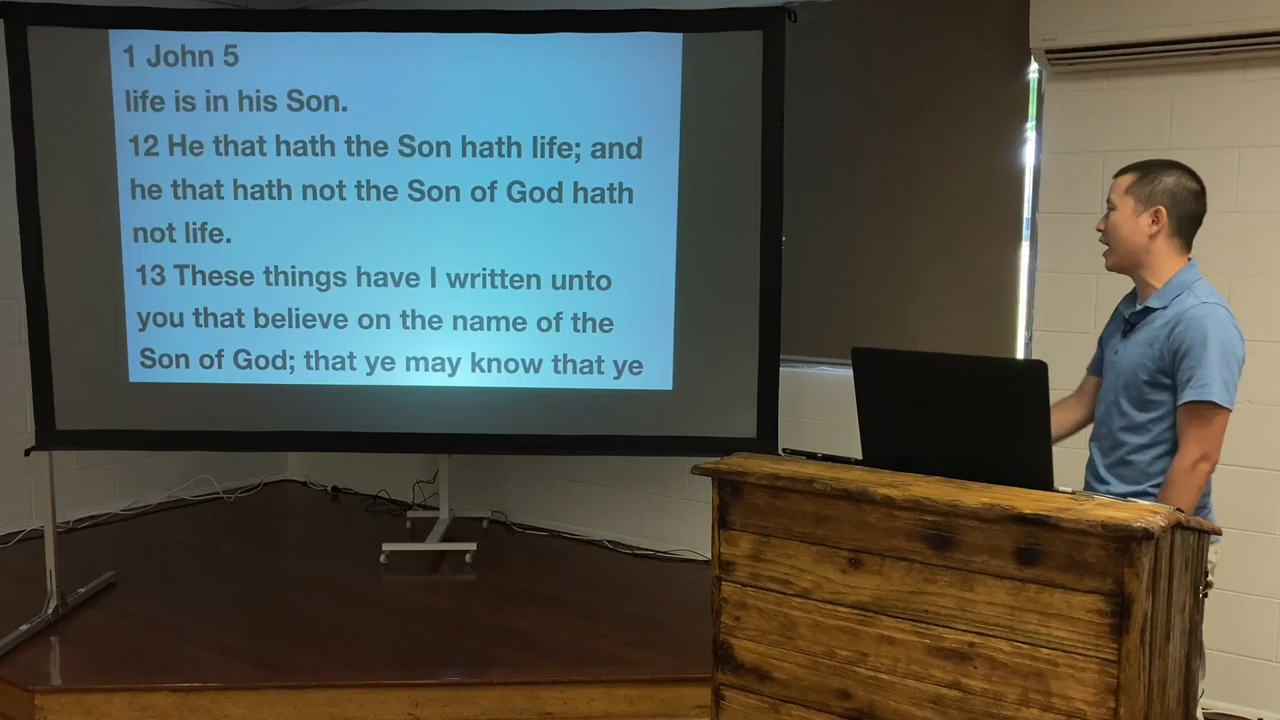 1 John 5
life is in his Son.
12 He that hath the Son hath life; and
he that hath not the Son of God hath
not life.
13 These things have I written unto
you that believe on the name of the
Son of God; that ye may know that ye